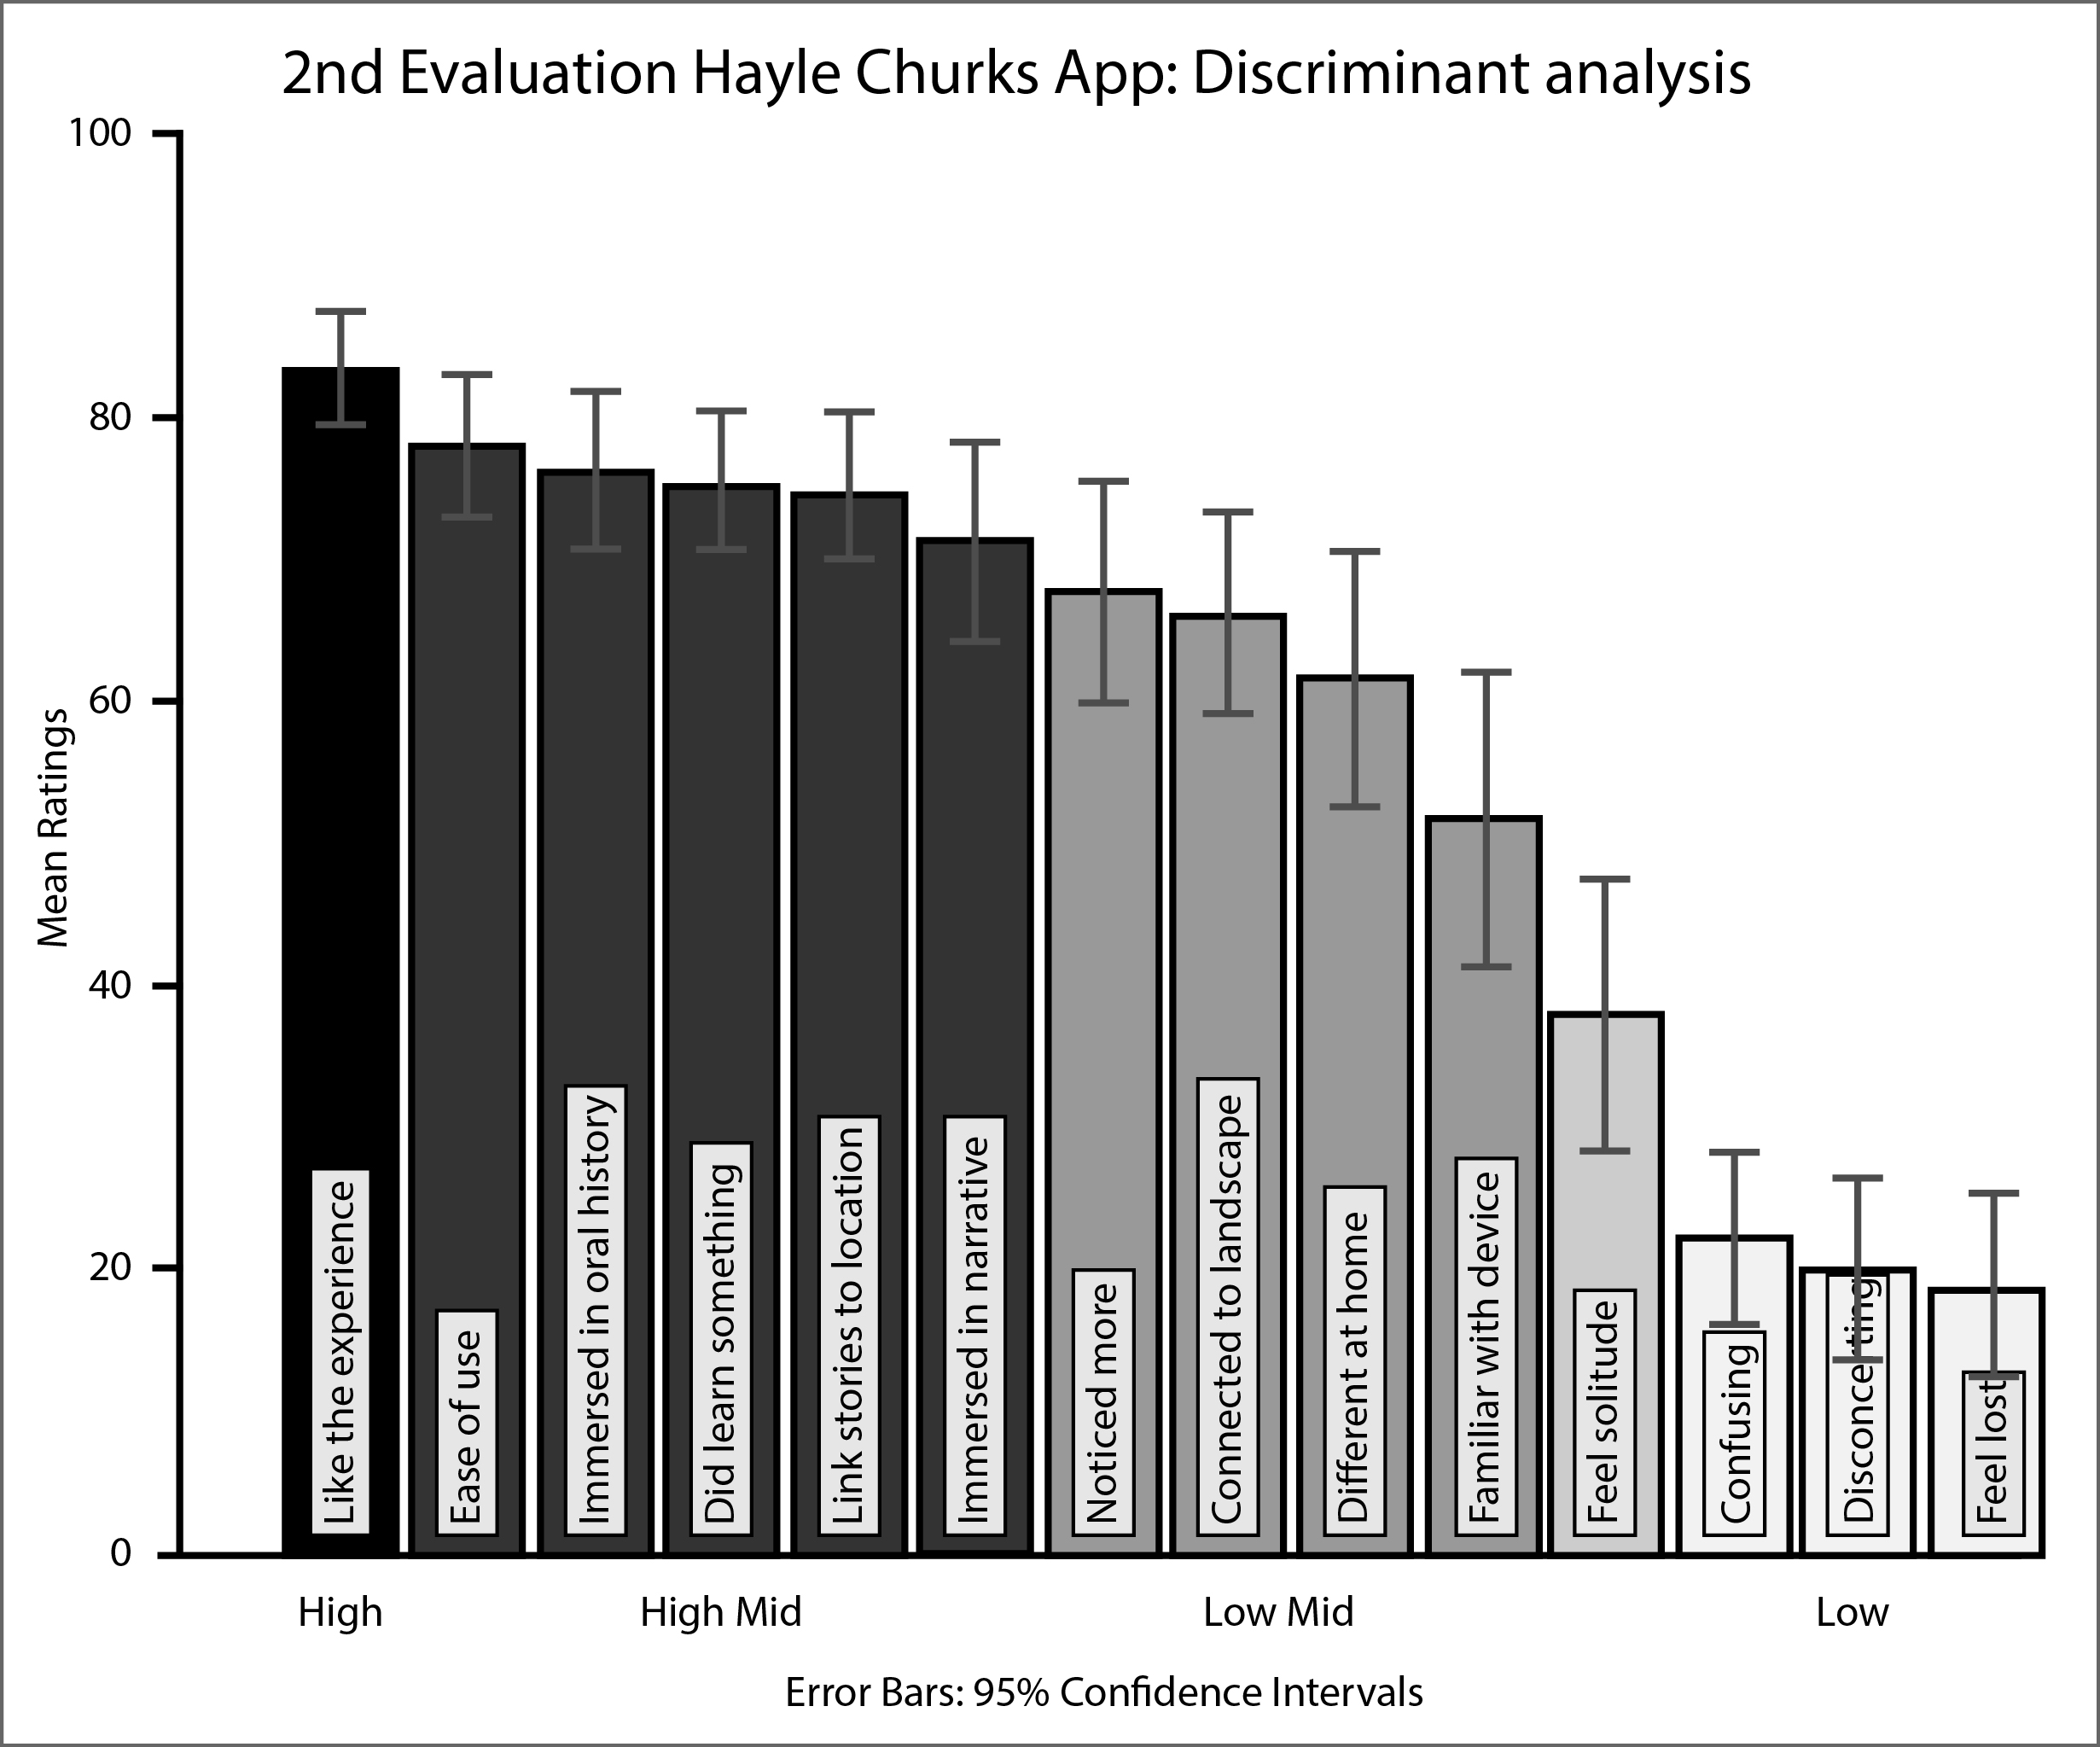 2nd Evaluation Hayle Churks App: Discriminant analysis
100
80
60
40
20
0
Mean Ratings
Like the experience
Ease of use
Immersed in oral history
Did learn something
Link stories to location
Immersed in narrative
Noticed more
Connected to landscape
Different at home
Familiar with device
Feel solitude
Confusing
Disconcerting
Feel lost
High
High Mid
Low Mid
Low
Error Bars: 95% Confidence Intervals